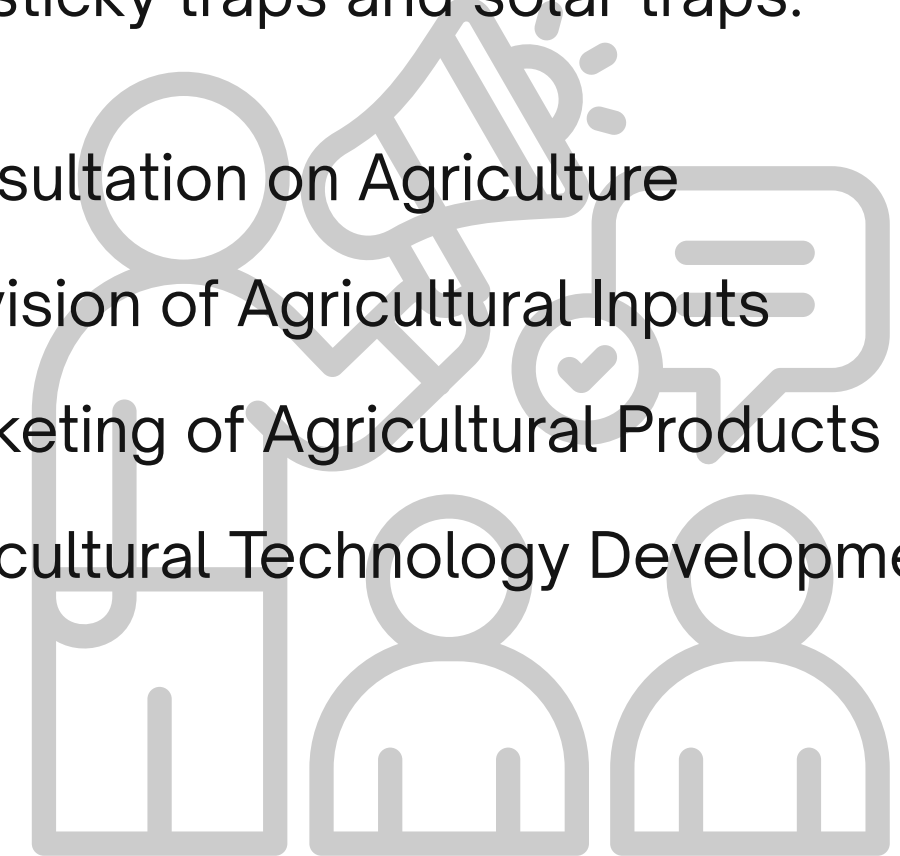 sticky traps and solar traps.
sultation on Agriculture
vision of Agricultural Inputs
keting of Agricultural Products
cultural Technology Developme